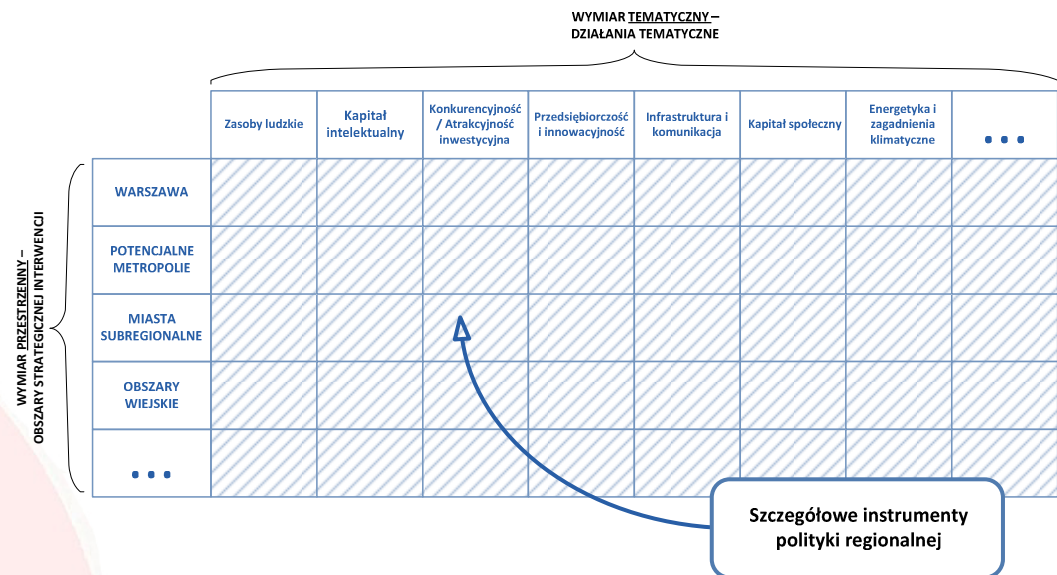 WYMIAR TEMATYCZNY –
DZIAŁANIA TEMATYCZNE
Zasoby ludzkie
Kapitał
intelektualny
Konkurencyjność
/ Atrakcyjność
inwestycyjna
Przedsiębiorczość
i innowacyjność
Infrastruktura i
komunikacja
Kapitał społeczny
Energetyka i
zagadnienia
klimatyczne
...
WYMIAR PRZESTRZENNY –
OBSZARY STRATEGICZNEJ INTERWENCJI
WARSZAWA
POTENCJALNE
METROPOLIE
MIASTA
SUBREGIONALNE
OBSZARY
WIEJSKIE
...
Szczegółowe instrumenty
polityki regionalnej